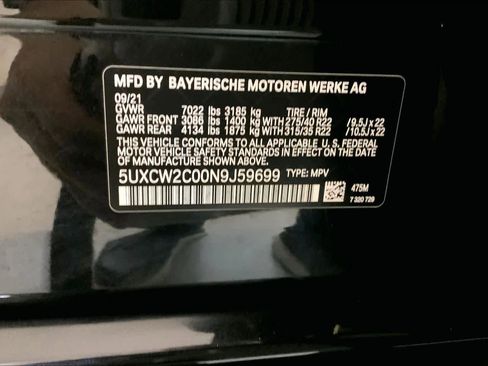 MFD BY BAYERISCHE MOTOREN WERKE AG
09/21
GVWR 7022 lbs 3185 kg TIRE / RIM
GAWR FRONT 3086 lbs 1400 kg WITH 275/40 R22 / 9.5J x 22
GAWR REAR 4134 lbs 1875 kg WITH 315/35 R22 / 10.5J x 22
THIS VEHICLE CONFORMS TO ALL APPLICABLE U.S. FEDERAL
MOTOR VEHICLE SAFETY STANDARDS IN EFFECT ON THE
DATE OF MANUFACTURE SHOWN ABOVE.
5UXCW2C00N9J59699 TYPE: MPV
475M
7 320 729